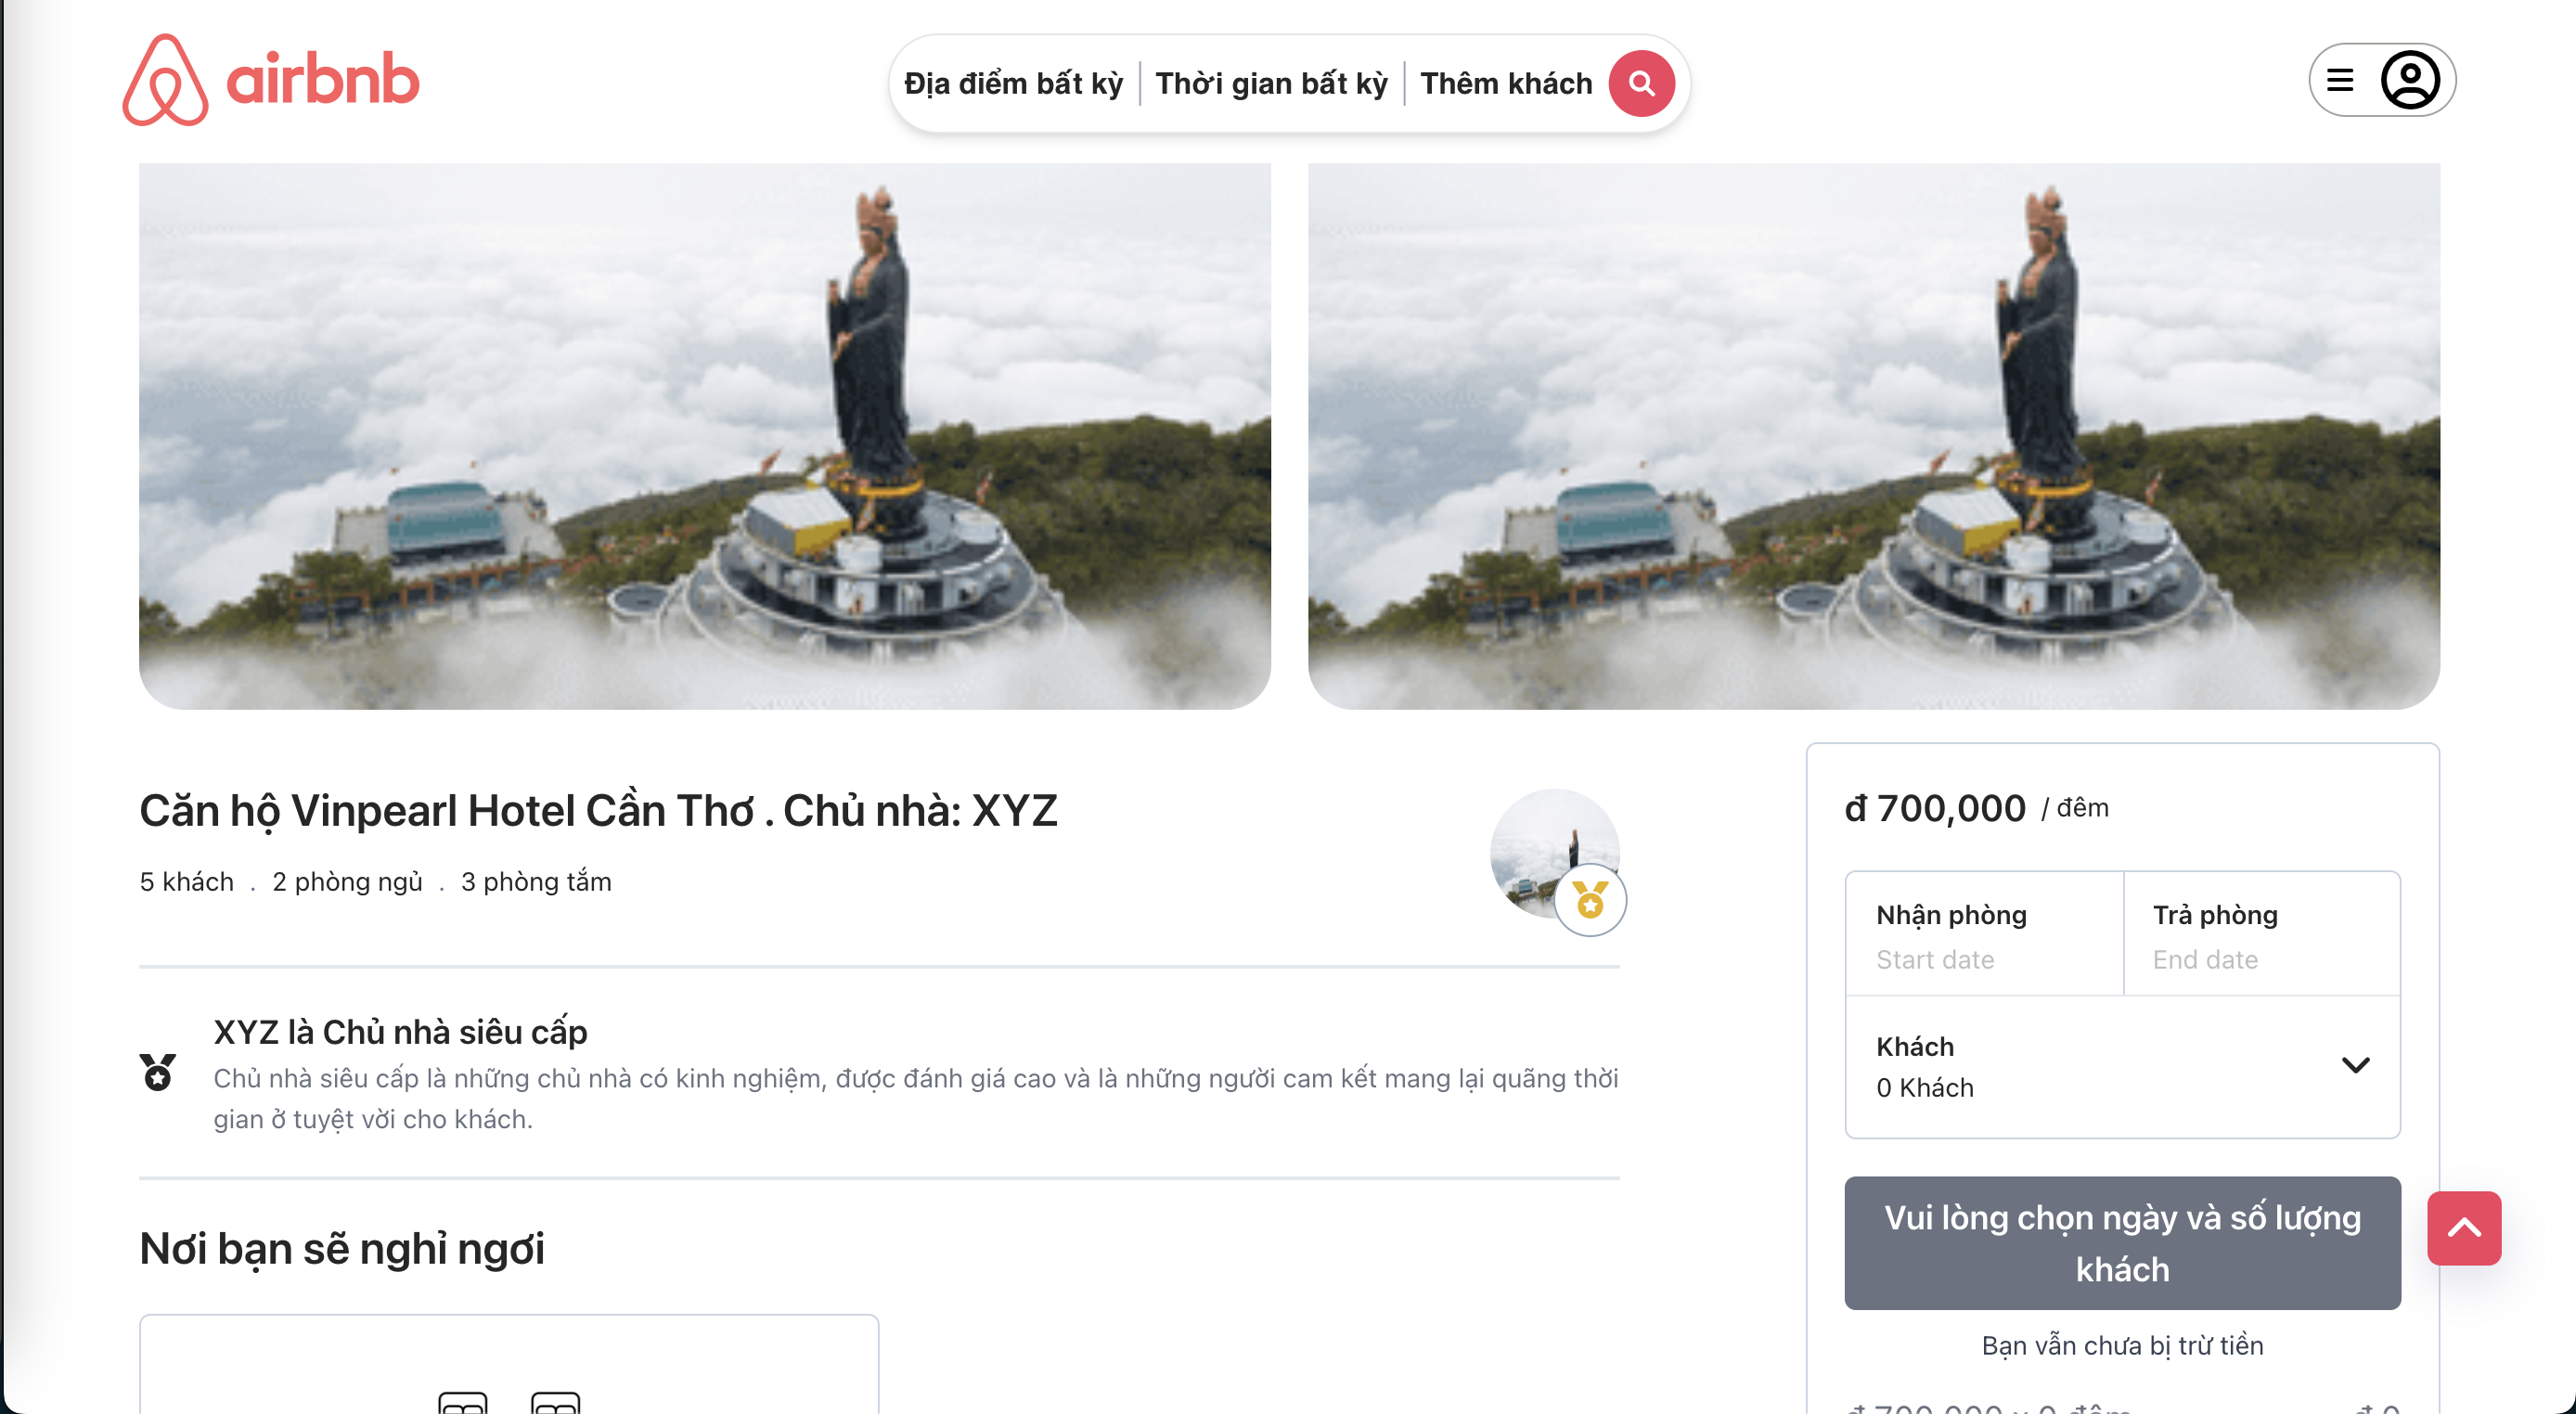 airbnb
Địa điểm bất kỳ
Thời gian bất kỳ
Thêm khách
Căn hộ Vinpearl Hotel Cần Thơ . Chủ nhà: XYZ
5 khách . 2 phòng ngủ . 3 phòng tắm
XYZ là Chủ nhà siêu cấp
Chủ nhà siêu cấp là những chủ nhà có kinh nghiệm, được đánh giá cao và là những người cam kết mang lại quãng thời
gian ở tuyệt vời cho khách.
Nơi bạn sẽ nghỉ ngơi
đ 700,000 / đêm
Nhận phòng
Start date
Trả phòng
End date
Khách
0 Khách
Vui lòng chọn ngày và số lượng
khách
Bạn vẫn chưa bị trừ tiền
đ 700,000 x 0 đêm
đ 0